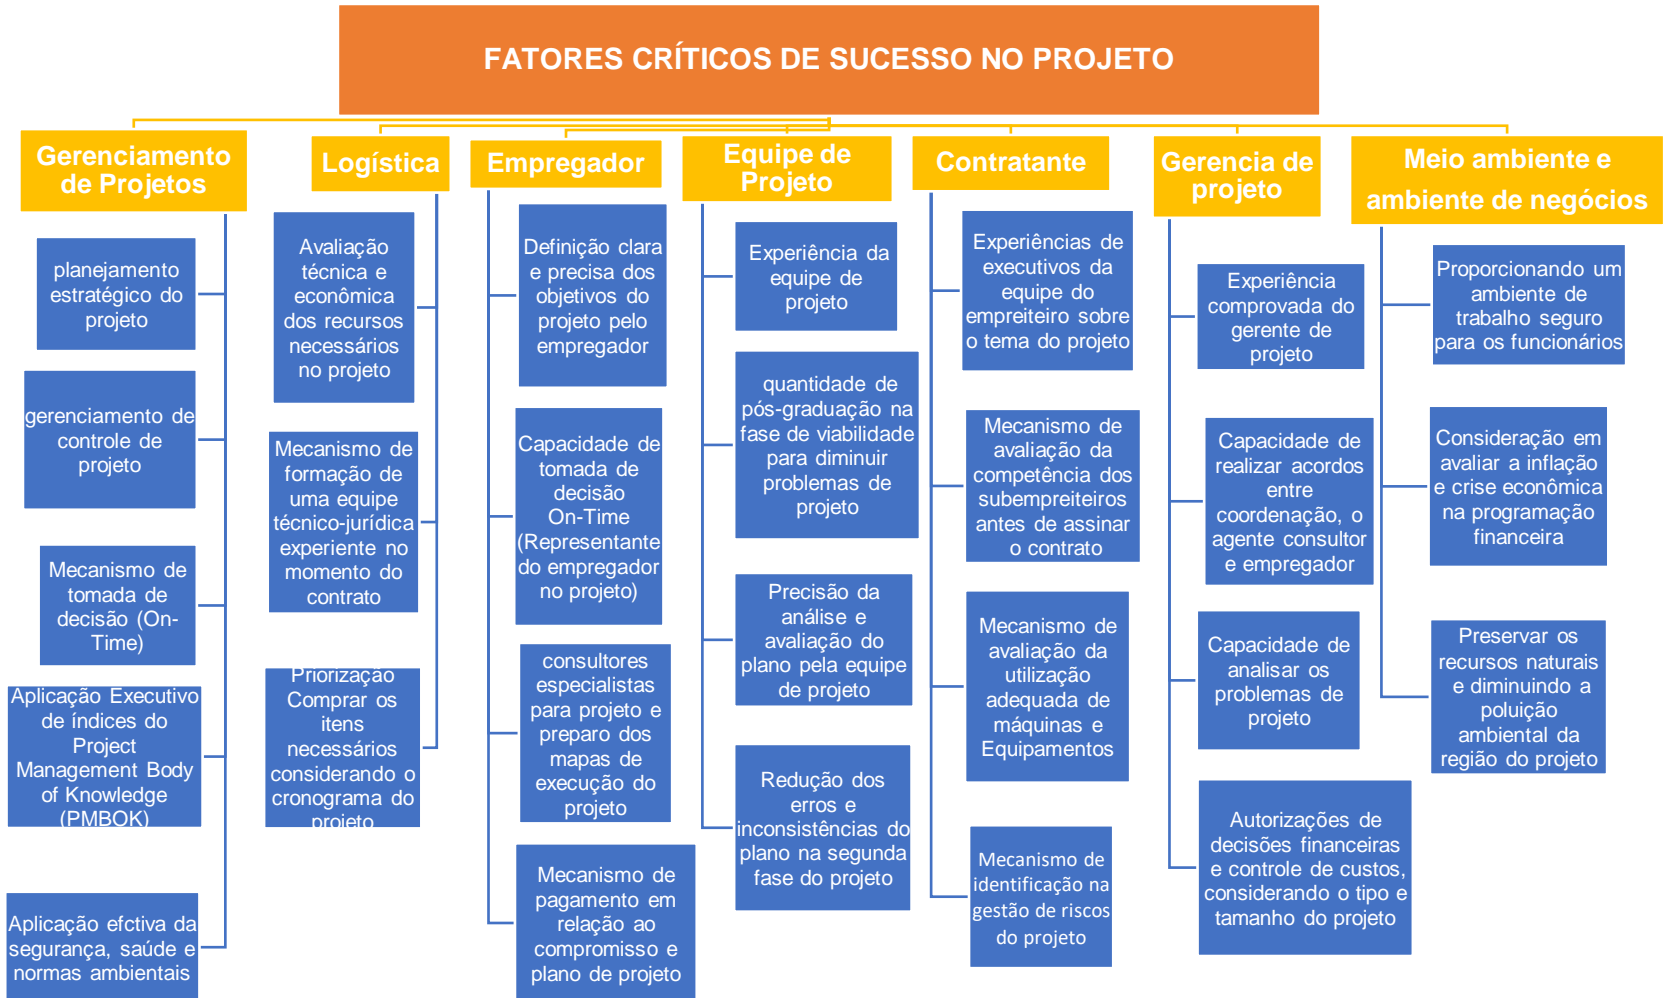 FATORES CRÍTICOS DE SUCESSO NO PROJETO
Gerenciamento
de Projetos
planejamento
estratégico do
projeto
gerenciamento de
controle de
projeto
Mecanismo de
tomada de
decisão (On-
Time)
Aplicação Executivo
de índices do
Project
Management Body
of Knowledge
(PMBOK)
Aplicação efctiva da
segurança, saúde e
normas ambientais
Logística
Avaliação
técnica e
econômica
dos recursos
necessários
no projeto
Mecanismo de
formação de
uma equipe
técnico-jurídica
experiente no
momento do
contrato
Priorização
Comprar os
itens
necessários
considerando o
cronograma do
projeto
Empregador
Definição clara
e precisa dos
objetivos do
projeto pelo
empregador
Capacidade de
tomada de
decisão
On-Time
(Representante
do empregador
no projeto)
consultores
especialistas
para projeto e
preparo dos
mapas de
execução do
projeto
Mecanismo de
pagamento em
relação ao
compromisso e
plano de projeto
Equipe de
Projeto
Experiência da
equipe de
projeto
quantidade de
pós-graduação na
fase de viabilidade
para diminuir
problemas de
projeto
Precisão da
análise e
avaliação do
plano pela equipe
de projeto
Redução dos
erros e
inconsistências do
plano na segunda
fase do projeto
Contratante
Experiências de
executivos da
equipe do
empreiteiro sobre
o tema do projeto
Mecanismo de
avaliação da
competência dos
subempreiteiros
antes de assinar
o contrato
Mecanismo de
avaliação da
utilização
adequada de
máquinas e
Equipamentos
Mecanismo de
identificação na
gestão de riscos
do projeto
Gerencia de
projeto
Experiência
comprovada do
gerente de
projeto
Capacidade de
realizar acordos
entre
coordenação, o
agente consultor
e empregador
Capacidade de
analisar os
problemas de
projeto
Autorizações de
decisões financeiras
e controle de custos,
considerando o tipo e
tamanho do projeto
Meio ambiente e
ambiente de negócios
Proporcionando um
ambiente de
trabalho seguro
para os funcionários
Consideração em
avaliar a inflação
e crise econômica
na programação
financeira
Preservar os
recursos naturais
e diminuindo a
poluição
ambiental da
região do projeto